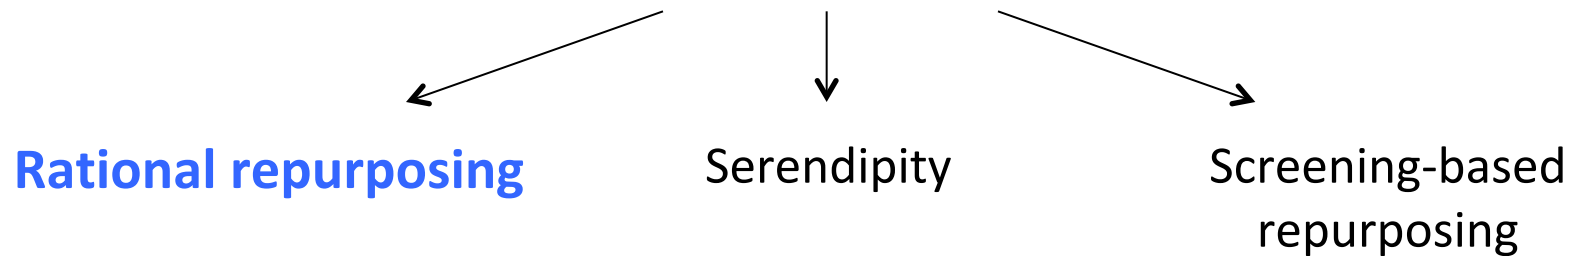 Rational repurposing
Serendipity
Screening-based
repurposing